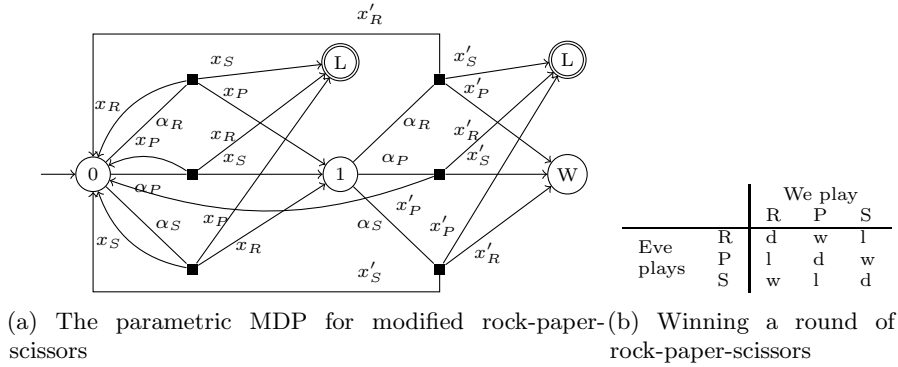 x′_R
x_S L x′_S L
x_P x′_P
x_R α_R α_R
x_P x_R x′_R
x_S α_P x′_S
0 1 W
α_P
x_P x′_P x′_P
x_S α_S x_R α_S x′_R
x′_S
We play
R P S
R d w l
Eve
plays
P l d w
S w l d
(a) The parametric MDP for modified rock-paper-
scissors
(b) Winning a round of
rock-paper-scissors